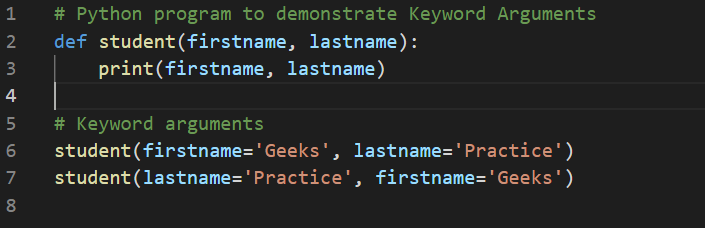 1 # Python program to demonstrate Keyword Arguments
2 def student(firstname, lastname):
3     print(firstname, lastname)
4
5 # Keyword arguments
6 student(firstname='Geeks', lastname='Practice')
7 student(lastname='Practice', firstname='Geeks')
8